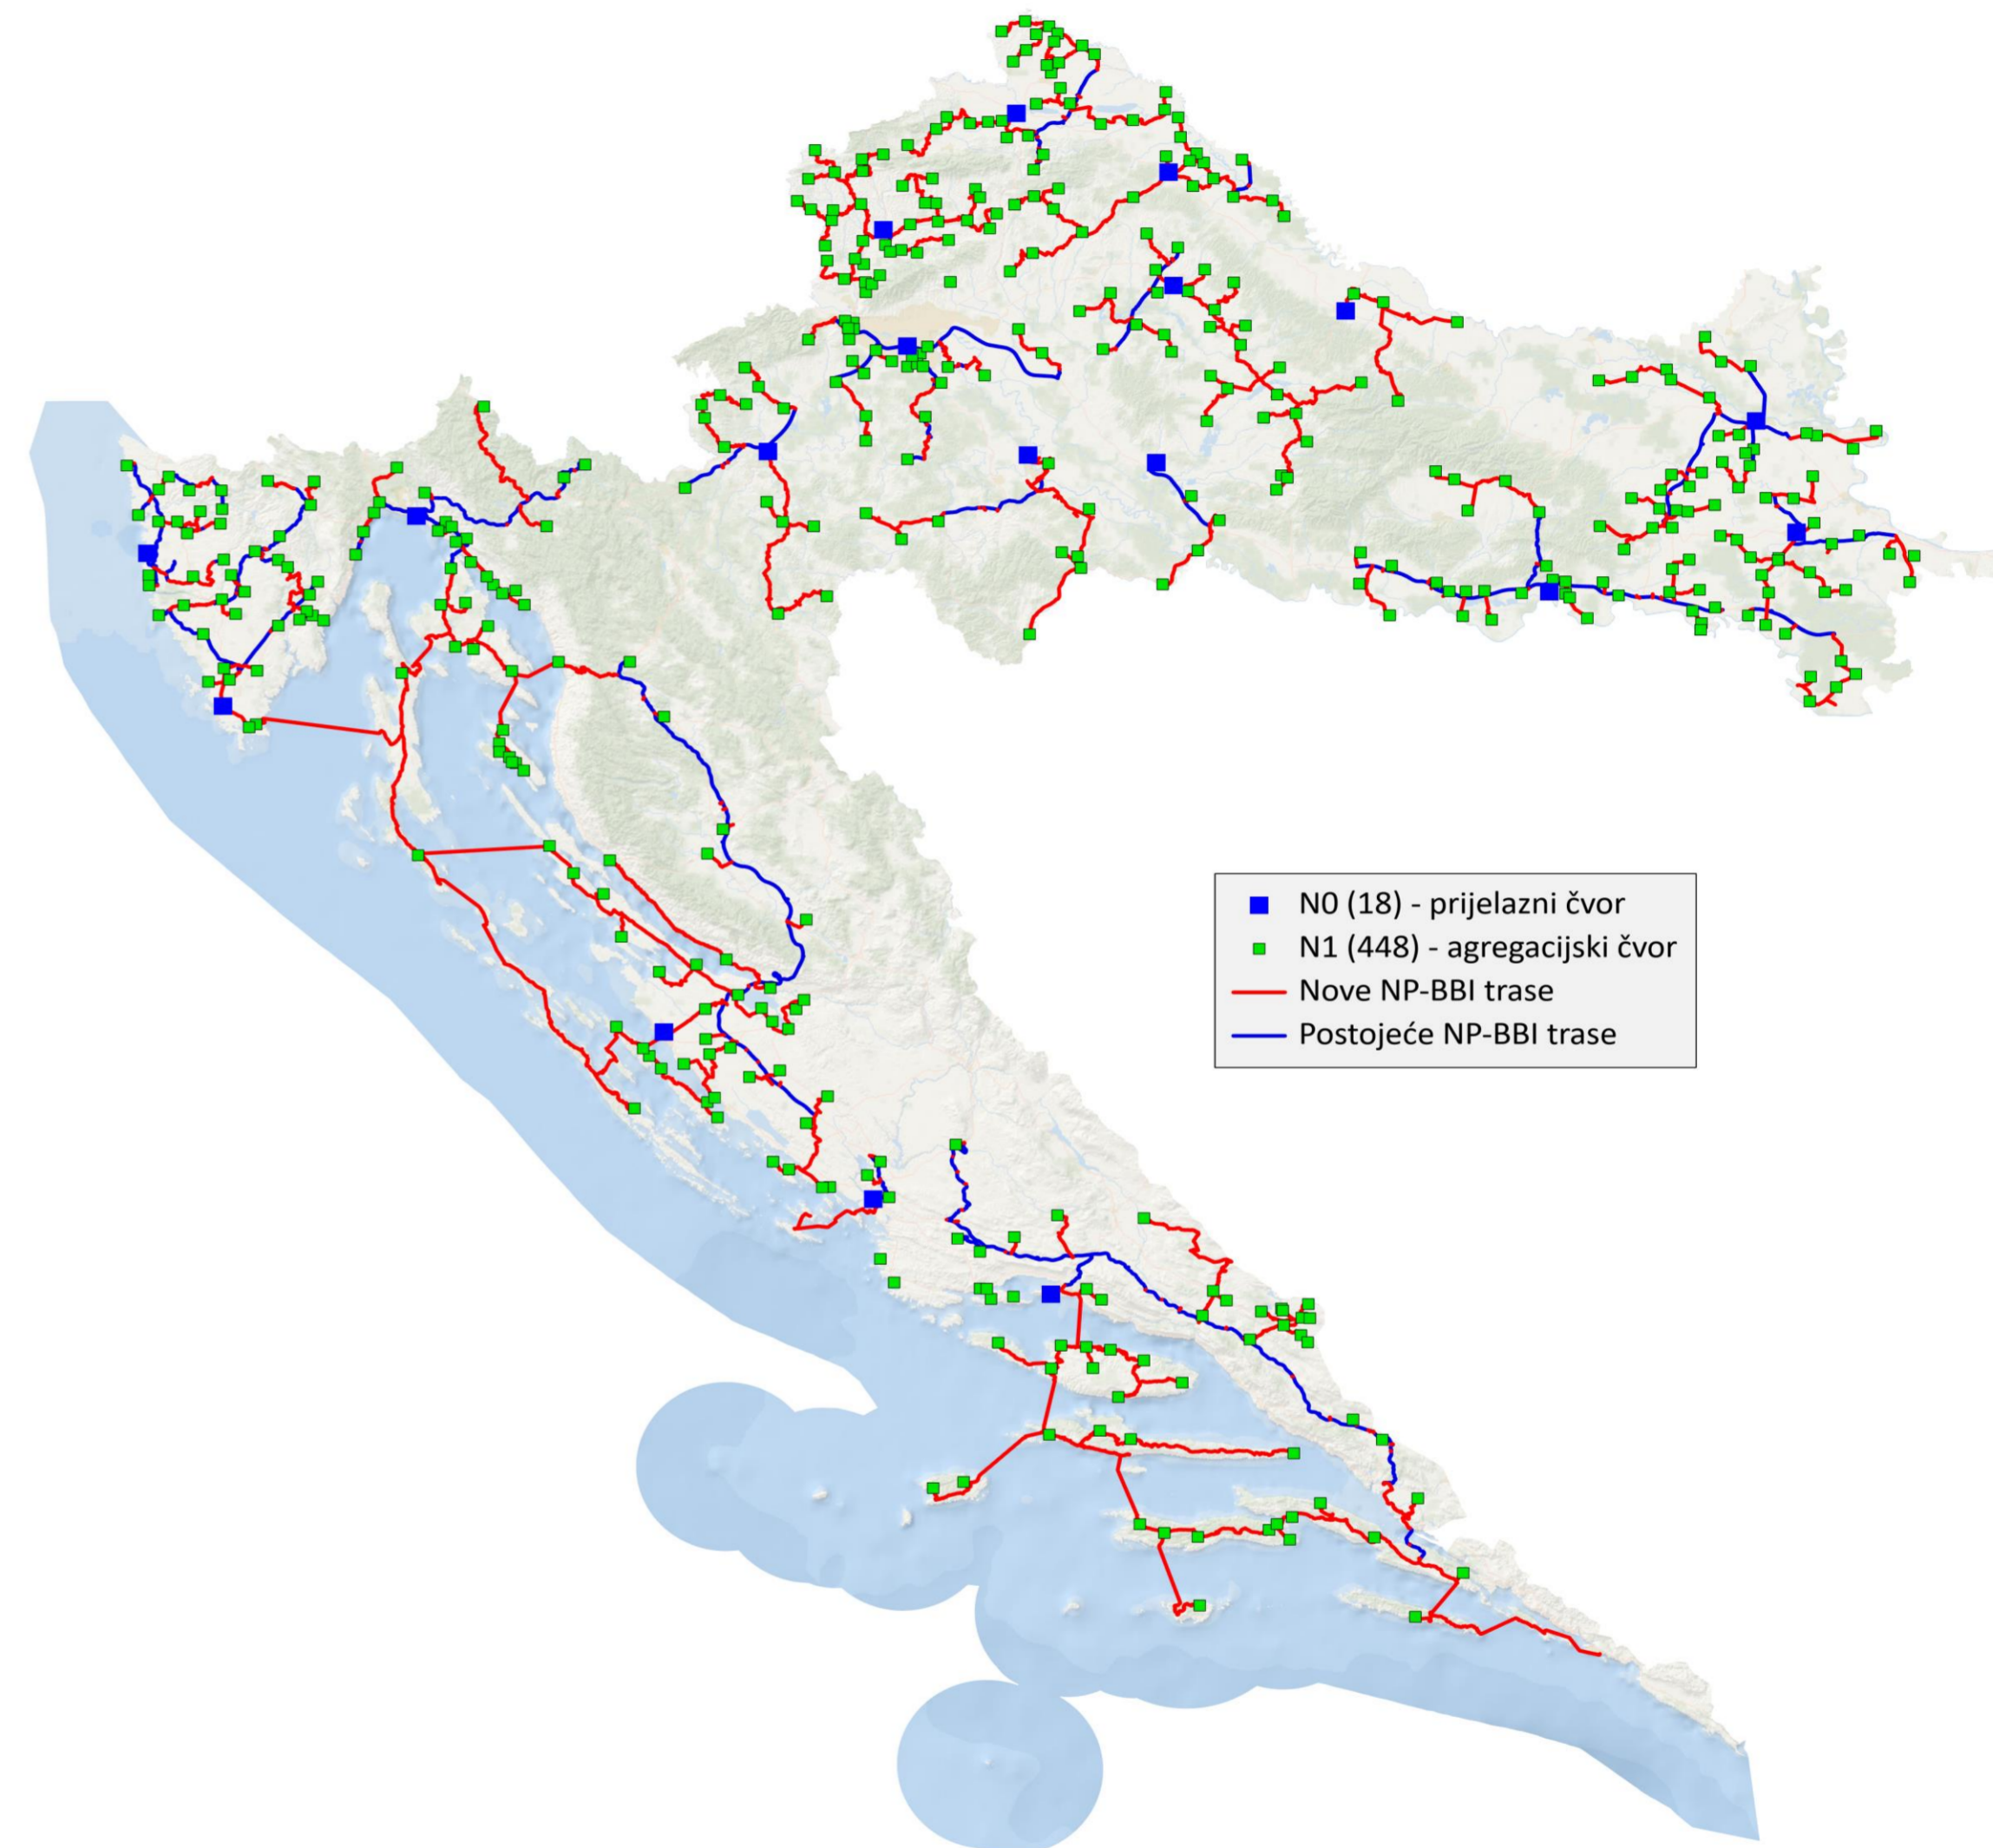 N0 (18) - prijelazni čvor
N1 (448) - agregacijski čvor
Nove NP-BBI trase
Postojeće NP-BBI trase